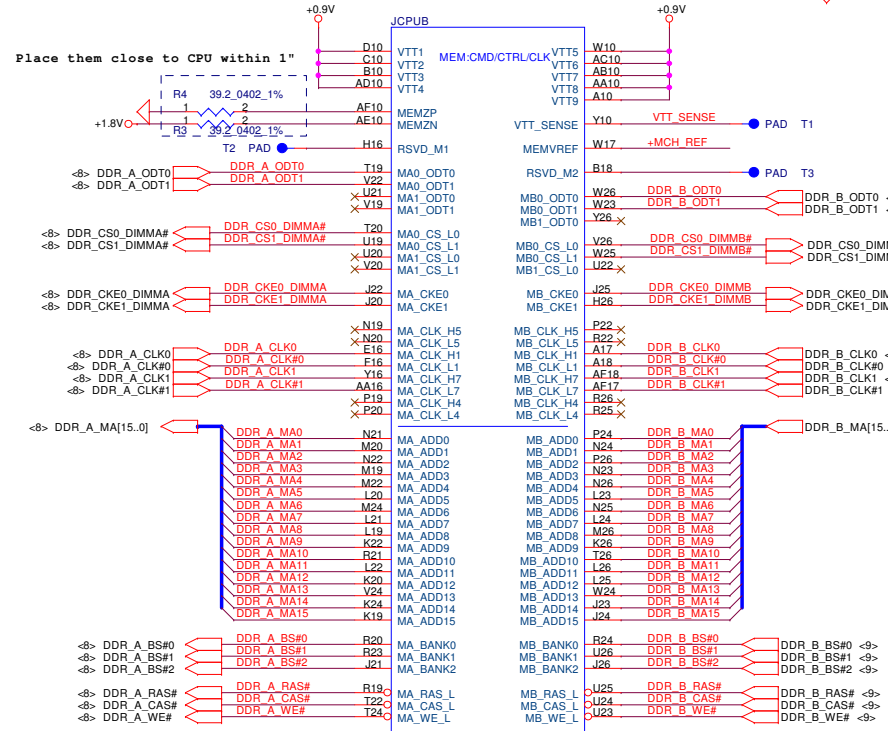 +0.9V +0.9V
JCPUB
Place them close to CPU within 1"
MEM:CMD/CTRL/CLK
D10 VTT1 VTT5 W10
C10 VTT2 VTT6 AC10
B10 VTT3 VTT7 AB10
AD10 VTT4 VTT8 AA10
VTT9 A10
R4 39.2_0402_1%
1 2 AF10 MEMZP
+1.8V 1 2 AE10 MEMZN VTT_SENSE Y10 VTT_SENSE PAD T1
R3 39.2_0402_1%
T2 PAD H16 RSVD_M1 MEMVREF W17 +MCH_REF
<8> DDR_A_ODT0 DDR_A_ODT0 T19 MA0_ODT0 RSVD_M2 B18 PAD T3
<8> DDR_A_ODT1 DDR_A_ODT1 V22 MA0_ODT1
U21 MA1_ODT0 MB0_ODT0 W26 DDR_B_ODT0 DDR_B_ODT0 <
V19 MA1_ODT1 MB0_ODT1 W23 DDR_B_ODT1 DDR_B_ODT1 <
MB1_ODT0 Y26
<8> DDR_CS0_DIMMA# DDR_CS0_DIMMA# T20 MA0_CS_L0
<8> DDR_CS1_DIMMA# DDR_CS1_DIMMA# U19 MA0_CS_L1 MB0_CS_L0 V26 DDR_CS0_DIMMB# DDR_CS0_DIM
U20 MA1_CS_L0 MB0_CS_L1 W25 DDR_CS1_DIMMB# DDR_CS1_DIM
V20 MA1_CS_L1 MB1_CS_L0 U22
<8> DDR_CKE0_DIMMA DDR_CKE0_DIMMA J22 MA_CKE0 MB_CKE0 J25 DDR_CKE0_DIMMB DDR_CKE0_DI
<8> DDR_CKE1_DIMMA DDR_CKE1_DIMMA J20 MA_CKE1 MB_CKE1 H26 DDR_CKE1_DIMMB DDR_CKE1_DI
N19 MA_CLK_H5 MB_CLK_H5 P22
N20 MA_CLK_L5 MB_CLK_L5 R22
<8> DDR_A_CLK0 DDR_A_CLK0 E16 MA_CLK_H1 MB_CLK_H1 A17 DDR_B_CLK0 DDR_B_CLK0 <
<8> DDR_A_CLK#0 DDR_A_CLK#0 F16 MA_CLK_L1 MB_CLK_L1 A18 DDR_B_CLK#0 DDR_B_CLK#0
<8> DDR_A_CLK1 DDR_A_CLK1 Y16 MA_CLK_H7 MB_CLK_H7 AF18 DDR_B_CLK1 DDR_B_CLK1 <
<8> DDR_A_CLK#1 DDR_A_CLK#1 AA16 MA_CLK_L7 MB_CLK_L7 AF17 DDR_B_CLK#1 DDR_B_CLK#1
P19 MA_CLK_H4 MB_CLK_H4 R26
P20 MA_CLK_L4 MB_CLK_L4 R25
<8> DDR_A_MA[15..0] DDR_B_MA[15..
DDR_A_MA0 N21 MA_ADD0 MB_ADD0 P24 DDR_B_MA0
DDR_A_MA1 M20 MA_ADD1 MB_ADD1 N24 DDR_B_MA1
DDR_A_MA2 N22 MA_ADD2 MB_ADD2 P26 DDR_B_MA2
DDR_A_MA3 M19 MA_ADD3 MB_ADD3 N23 DDR_B_MA3
DDR_A_MA4 M22 MA_ADD4 MB_ADD4 N26 DDR_B_MA4
DDR_A_MA5 L20 MA_ADD5 MB_ADD5 L23 DDR_B_MA5
DDR_A_MA6 M24 MA_ADD6 MB_ADD6 N25 DDR_B_MA6
DDR_A_MA7 L21 MA_ADD7 MB_ADD7 L24 DDR_B_MA7
DDR_A_MA8 L19 MA_ADD8 MB_ADD8 M26 DDR_B_MA8
DDR_A_MA9 K22 MA_ADD9 MB_ADD9 K26 DDR_B_MA9
DDR_A_MA10 R21 MA_ADD10 MB_ADD10 T26 DDR_B_MA10
DDR_A_MA11 L22 MA_ADD11 MB_ADD11 L26 DDR_B_MA11
DDR_A_MA12 K20 MA_ADD12 MB_ADD12 L25 DDR_B_MA12
DDR_A_MA13 V24 MA_ADD13 MB_ADD13 W24 DDR_B_MA13
DDR_A_MA14 K24 MA_ADD14 MB_ADD14 J23 DDR_B_MA14
DDR_A_MA15 K19 MA_ADD15 MB_ADD15 J24 DDR_B_MA15
<8> DDR_A_BS#0 DDR_A_BS#0 R20 MA_BANK0 MB_BANK0 R24 DDR_B_BS#0 DDR_B_BS#0 <9>
<8> DDR_A_BS#1 DDR_A_BS#1 R23 MA_BANK1 MB_BANK1 U26 DDR_B_BS#1 DDR_B_BS#1 <9>
<8> DDR_A_BS#2 DDR_A_BS#2 J21 MA_BANK2 MB_BANK2 J26 DDR_B_BS#2 DDR_B_BS#2 <9>
<8> DDR_A_RAS# DDR_A_RAS# R19 MA_RAS_L MB_RAS_L U25 DDR_B_RAS# DDR_B_RAS# <9>
<8> DDR_A_CAS# DDR_A_CAS# T22 MA_CAS_L MB_CAS_L U24 DDR_B_CAS# DDR_B_CAS# <9>
<8> DDR_A_WE# DDR_A_WE# T24 MA_WE_L MB_WE_L U23 DDR_B_WE# DDR_B_WE# <9>